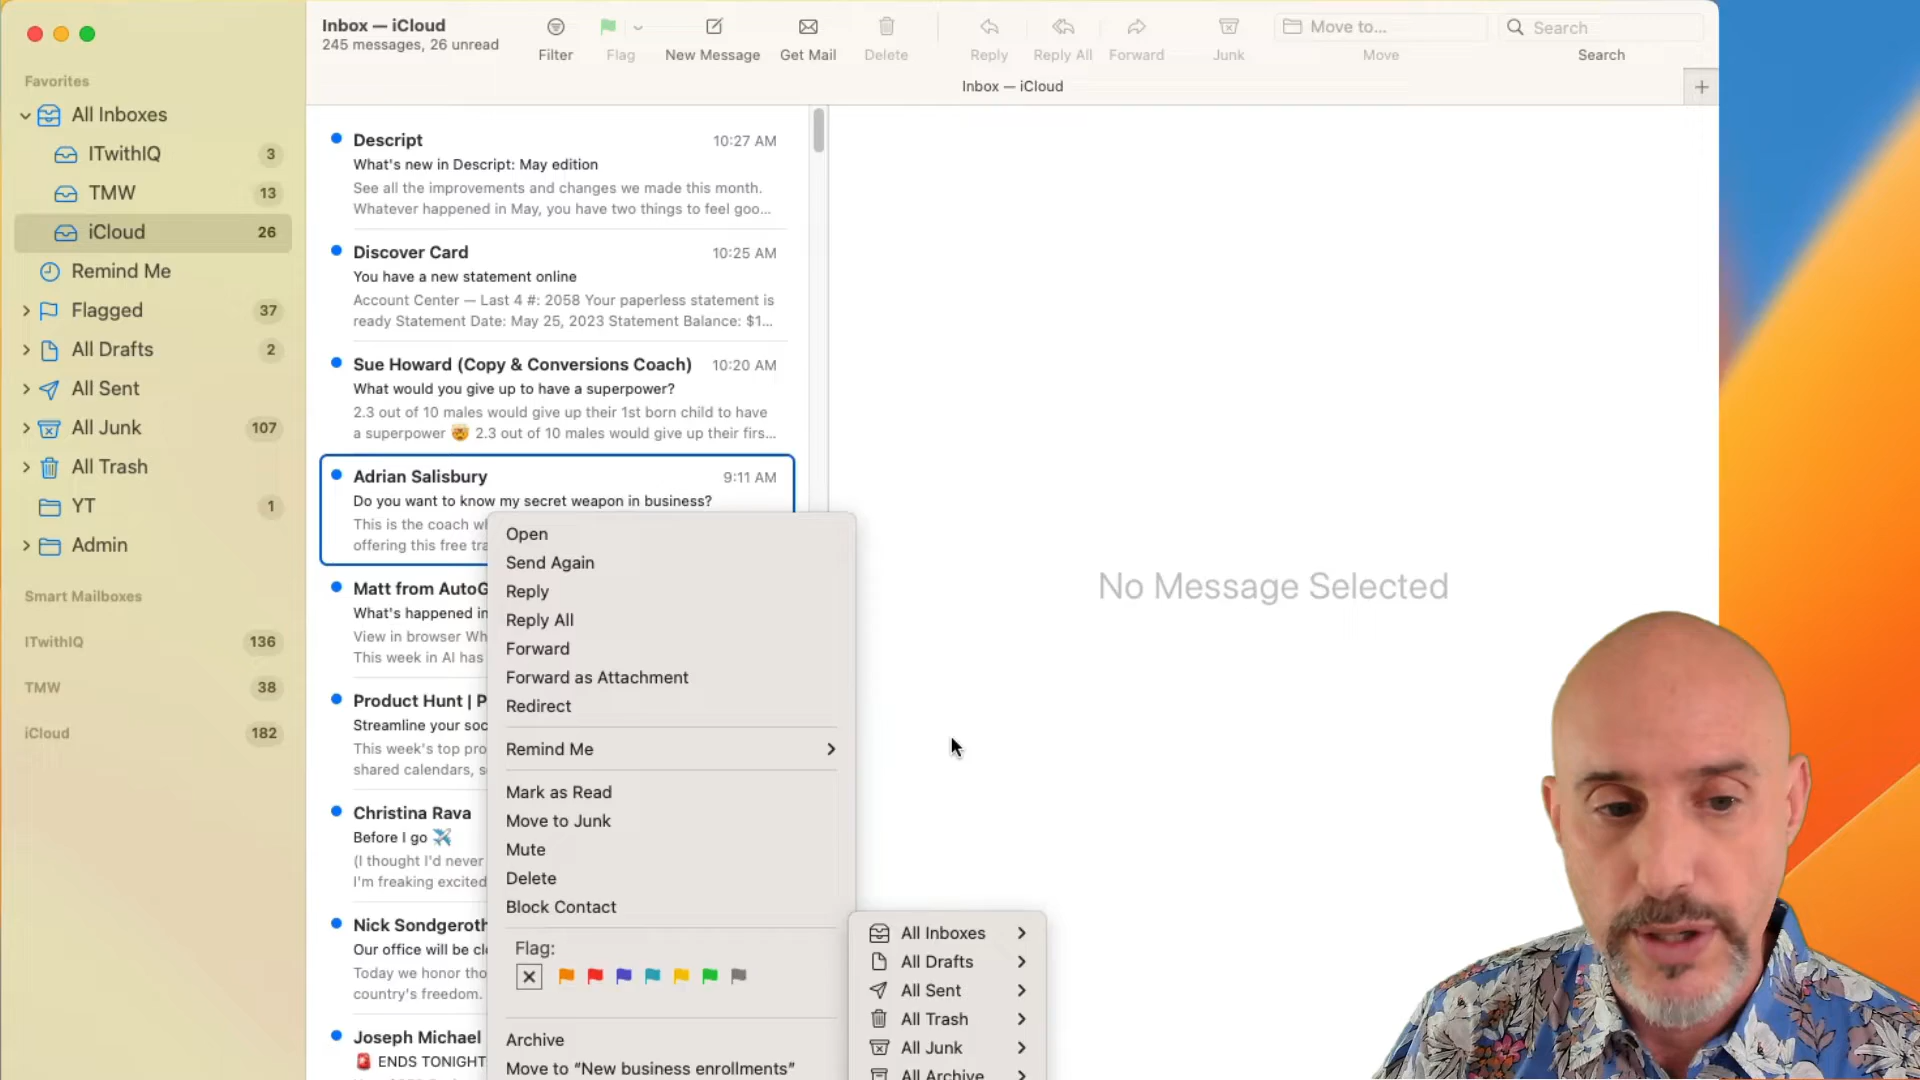 Inbox — iCloud
245 messages, 26 unread
Filter
Flag
New Message
Get Mail
Delete
Reply
Reply All
Forward
Junk
Move to...
Move
Search
Search
Inbox — iCloud
+
Favorites
All Inboxes
ITwithIQ 3
TMW 13
iCloud 26
Remind Me
Flagged 37
All Drafts 2
All Sent
All Junk 107
All Trash
YT 1
Admin
Smart Mailboxes
ITwithIQ 136
TMW 38
iCloud 182
Descript 10:27 AM
What's new in Descript: May edition
See all the improvements and changes we made this month.
Whatever happened in May, you have two things to feel goo...
Discover Card 10:25 AM
You have a new statement online
Account Center — Last 4 #: 2058 Your paperless statement is
ready Statement Date: May 25, 2023 Statement Balance: $1...
Sue Howard (Copy & Conversions Coach) 10:20 AM
What would you give up to have a superpower?
2.3 out of 10 males would give up their 1st born child to have
a superpower 🤯 2.3 out of 10 males would give up their firs...
Adrian Salisbury 9:11 AM
Do you want to know my secret weapon in business?
This is the coach w
offering this free tra
Matt from AutoG
What's happened in
View in browser Wh
This week in AI has
Product Hunt | P
Streamline your soc
This week's top pro
shared calendars, s
Christina Rava
Before I go ✈️
(I thought I'd never
I'm freaking excited
Nick Sondgeroth
Our office will be cl
Today we honor tho
country's freedom.
Joseph Michael
🚨 ENDS TONIGHT
Open
Send Again
Reply
Reply All
Forward
Forward as Attachment
Redirect
Remind Me
Mark as Read
Move to Junk
Mute
Delete
Block Contact
Flag:
Archive
Move to “New business enrollments”
All Inboxes
All Drafts
All Sent
All Trash
All Junk
All Archive
No Message Selected